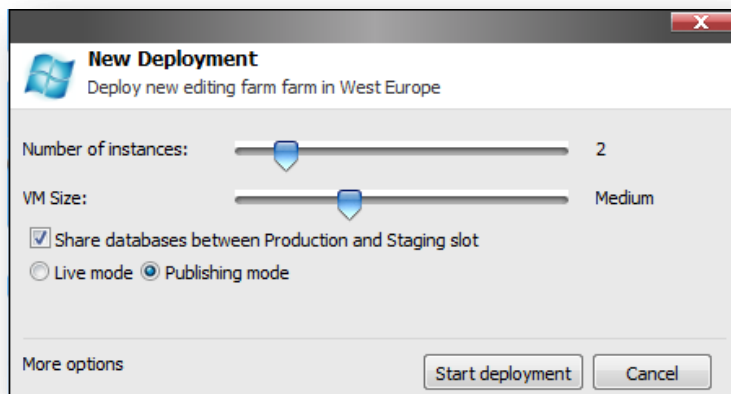 X
New Deployment
Deploy new editing farm farm in West Europe
Number of instances: 2
VM Size: Medium
Share databases between Production and Staging slot
Live mode Publishing mode
More options Start deployment Cancel